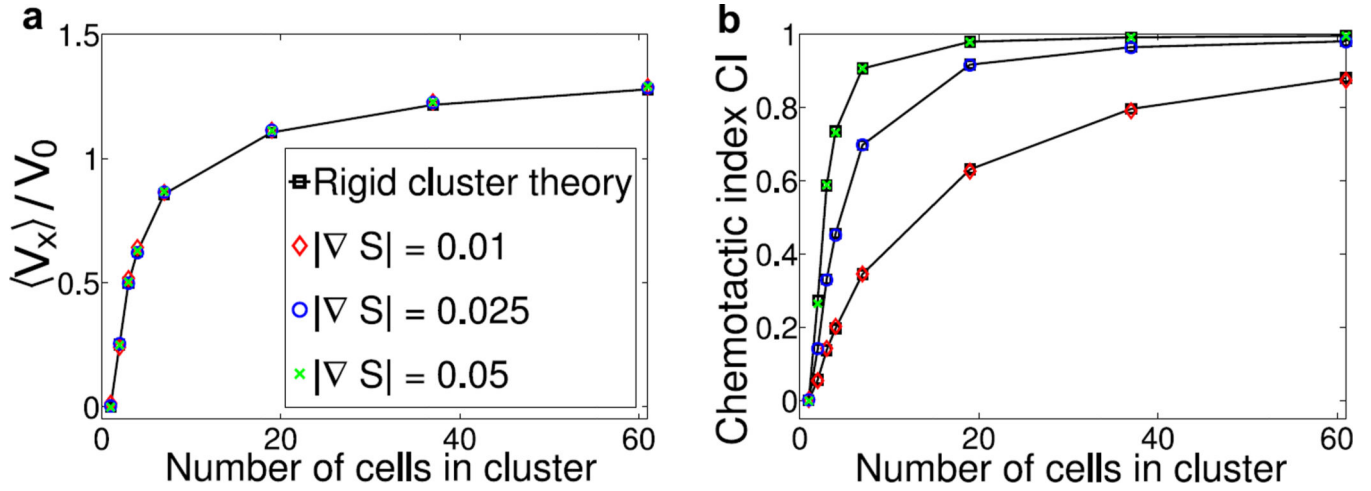 a
1.5
1
0.5
0
⟨V_x⟩ / V_0
Rigid cluster theory
|∇ S| = 0.01
|∇ S| = 0.025
|∇ S| = 0.05
0 20 40 60
Number of cells in cluster
b
1
0.8
0.6
0.4
0.2
0
Chemotactic index CI
0 20 40 60
Number of cells in cluster